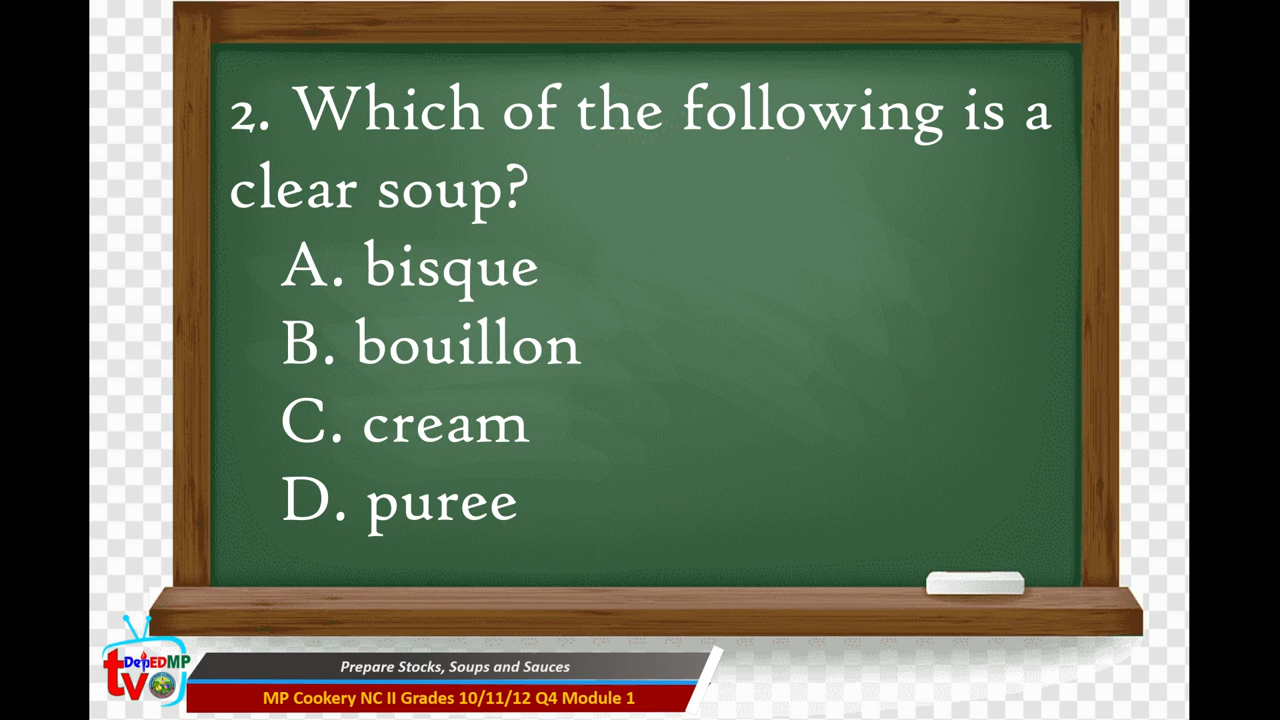 2. Which of the following is a
clear soup?
A. bisque
B. bouillon
C. cream
D. puree
DepEDMP
tv
Prepare Stocks, Soups and Sauces
MP Cookery NC II Grades 10/11/12 Q4 Module 1